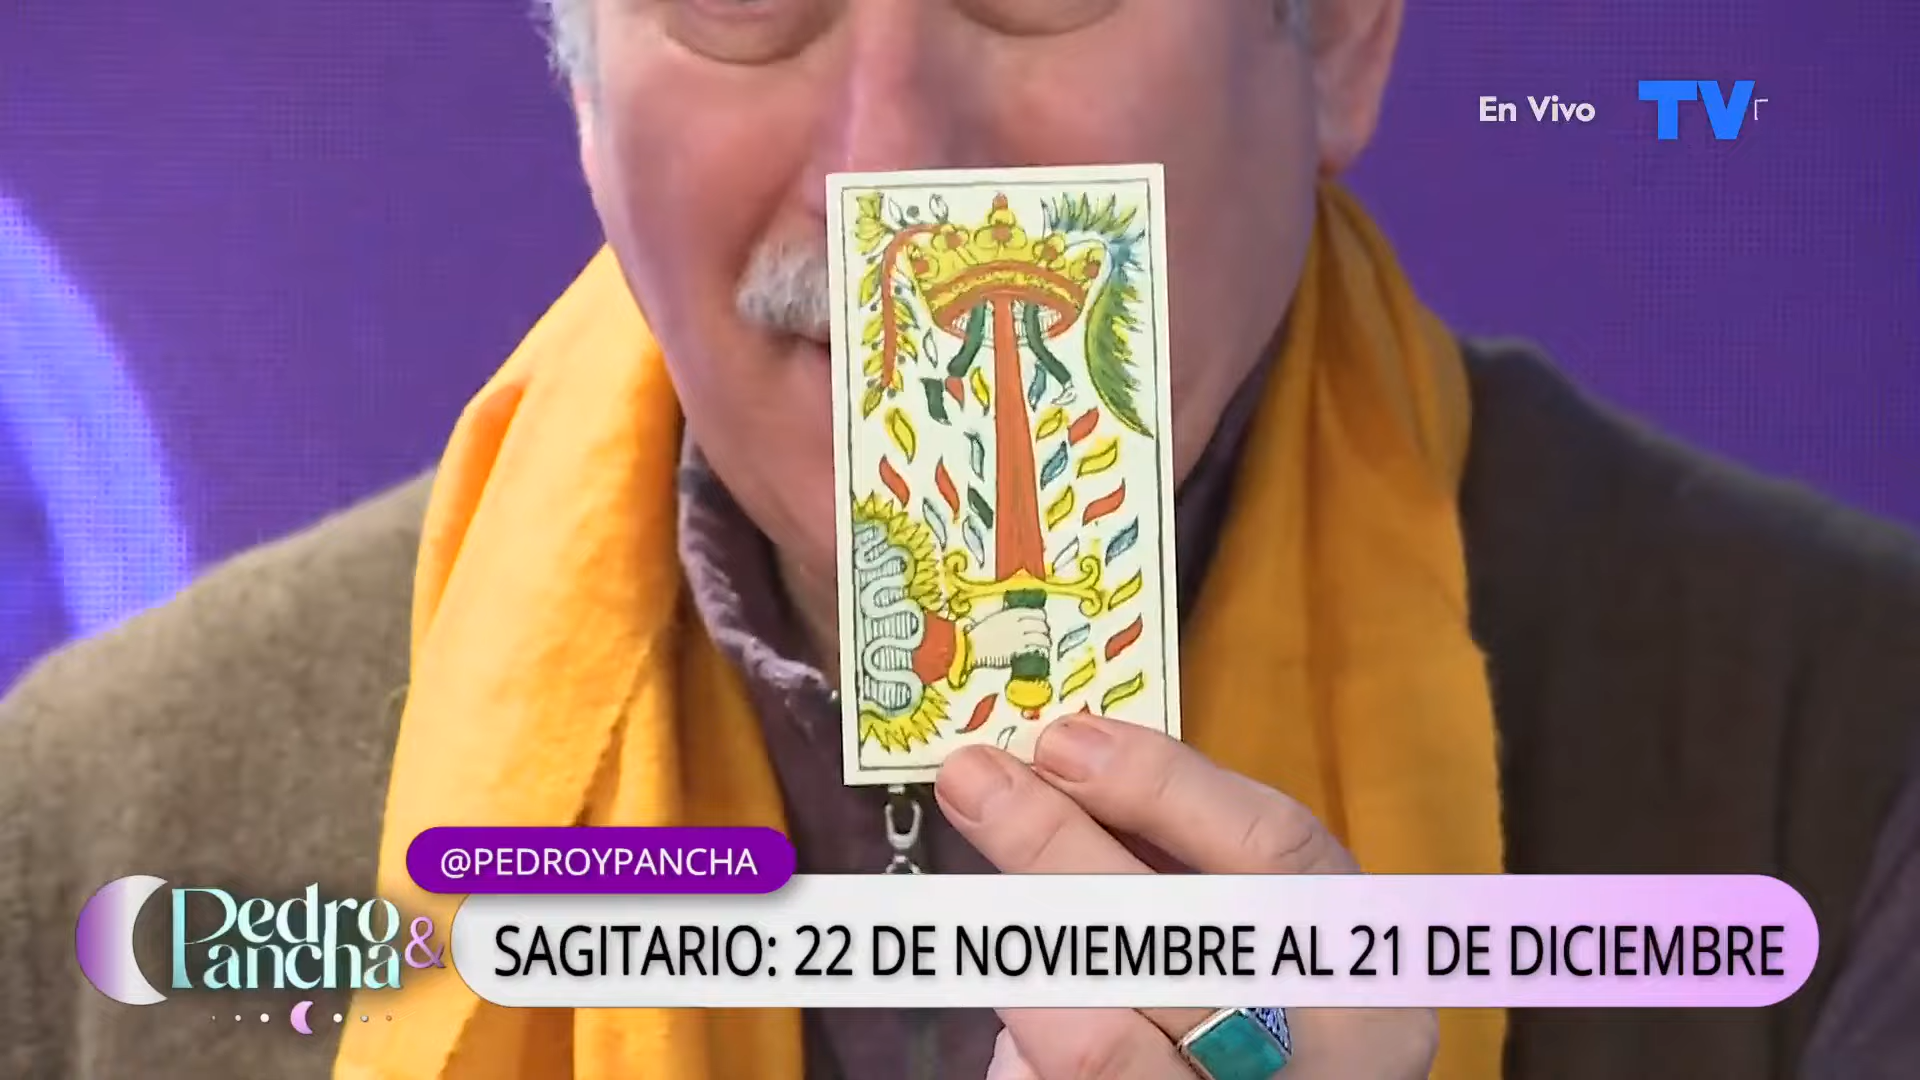 En Vivo TV
@PEDROYPANCHA
Pedro &
Pancha
SAGITARIO: 22 DE NOVIEMBRE AL 21 DE DICIEMBRE